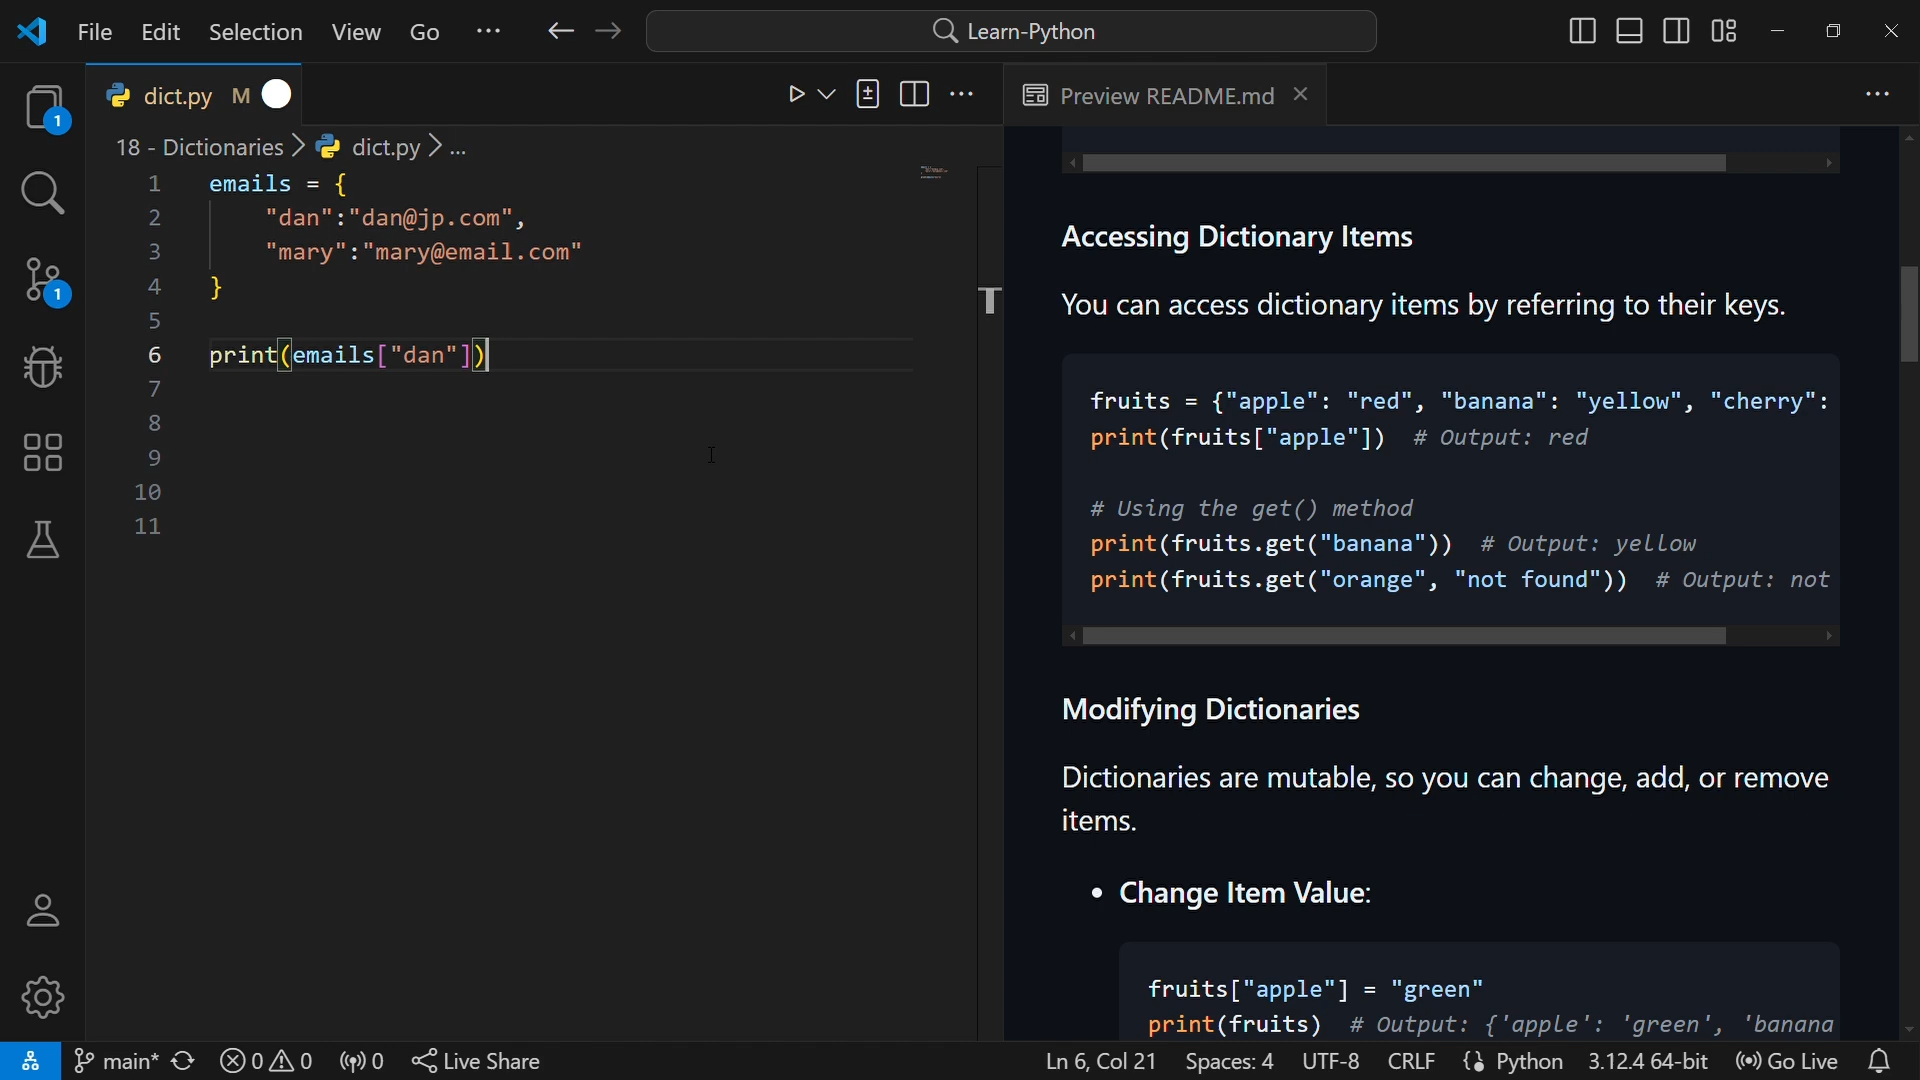 File Edit Selection View Go ··· Learn-Python
dict.py M
18 - Dictionaries > dict.py > ...
1 emails = {
2 "dan":"dan@jp.com",
3 "mary":"mary@email.com"
4 }
5
6 print(emails["dan"])
7
8
9
10
11
Preview README.md
Accessing Dictionary Items
You can access dictionary items by referring to their keys.
fruits = {"apple": "red", "banana": "yellow", "cherry":
print(fruits["apple"]) # Output: red
# Using the get() method
print(fruits.get("banana")) # Output: yellow
print(fruits.get("orange", "not found")) # Output: not
Modifying Dictionaries
Dictionaries are mutable, so you can change, add, or remove
items.
• Change Item Value:
fruits["apple"] = "green"
print(fruits) # Output: {'apple': 'green', 'banana
1
1
main* 0 0 0 Live Share Ln 6, Col 21 Spaces: 4 UTF-8 CRLF {} Python 3.12.4 64-bit Go Live